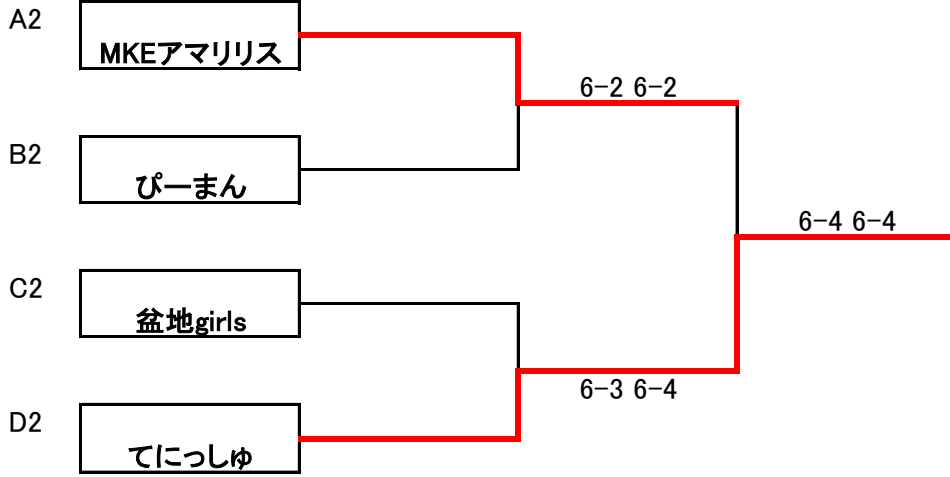 A2
MKEアマリリス
6-2 6-2
B2
ぴーまん
6-4 6-4
C2
盆地girls
6-3 6-4
D2
てにっしゅ